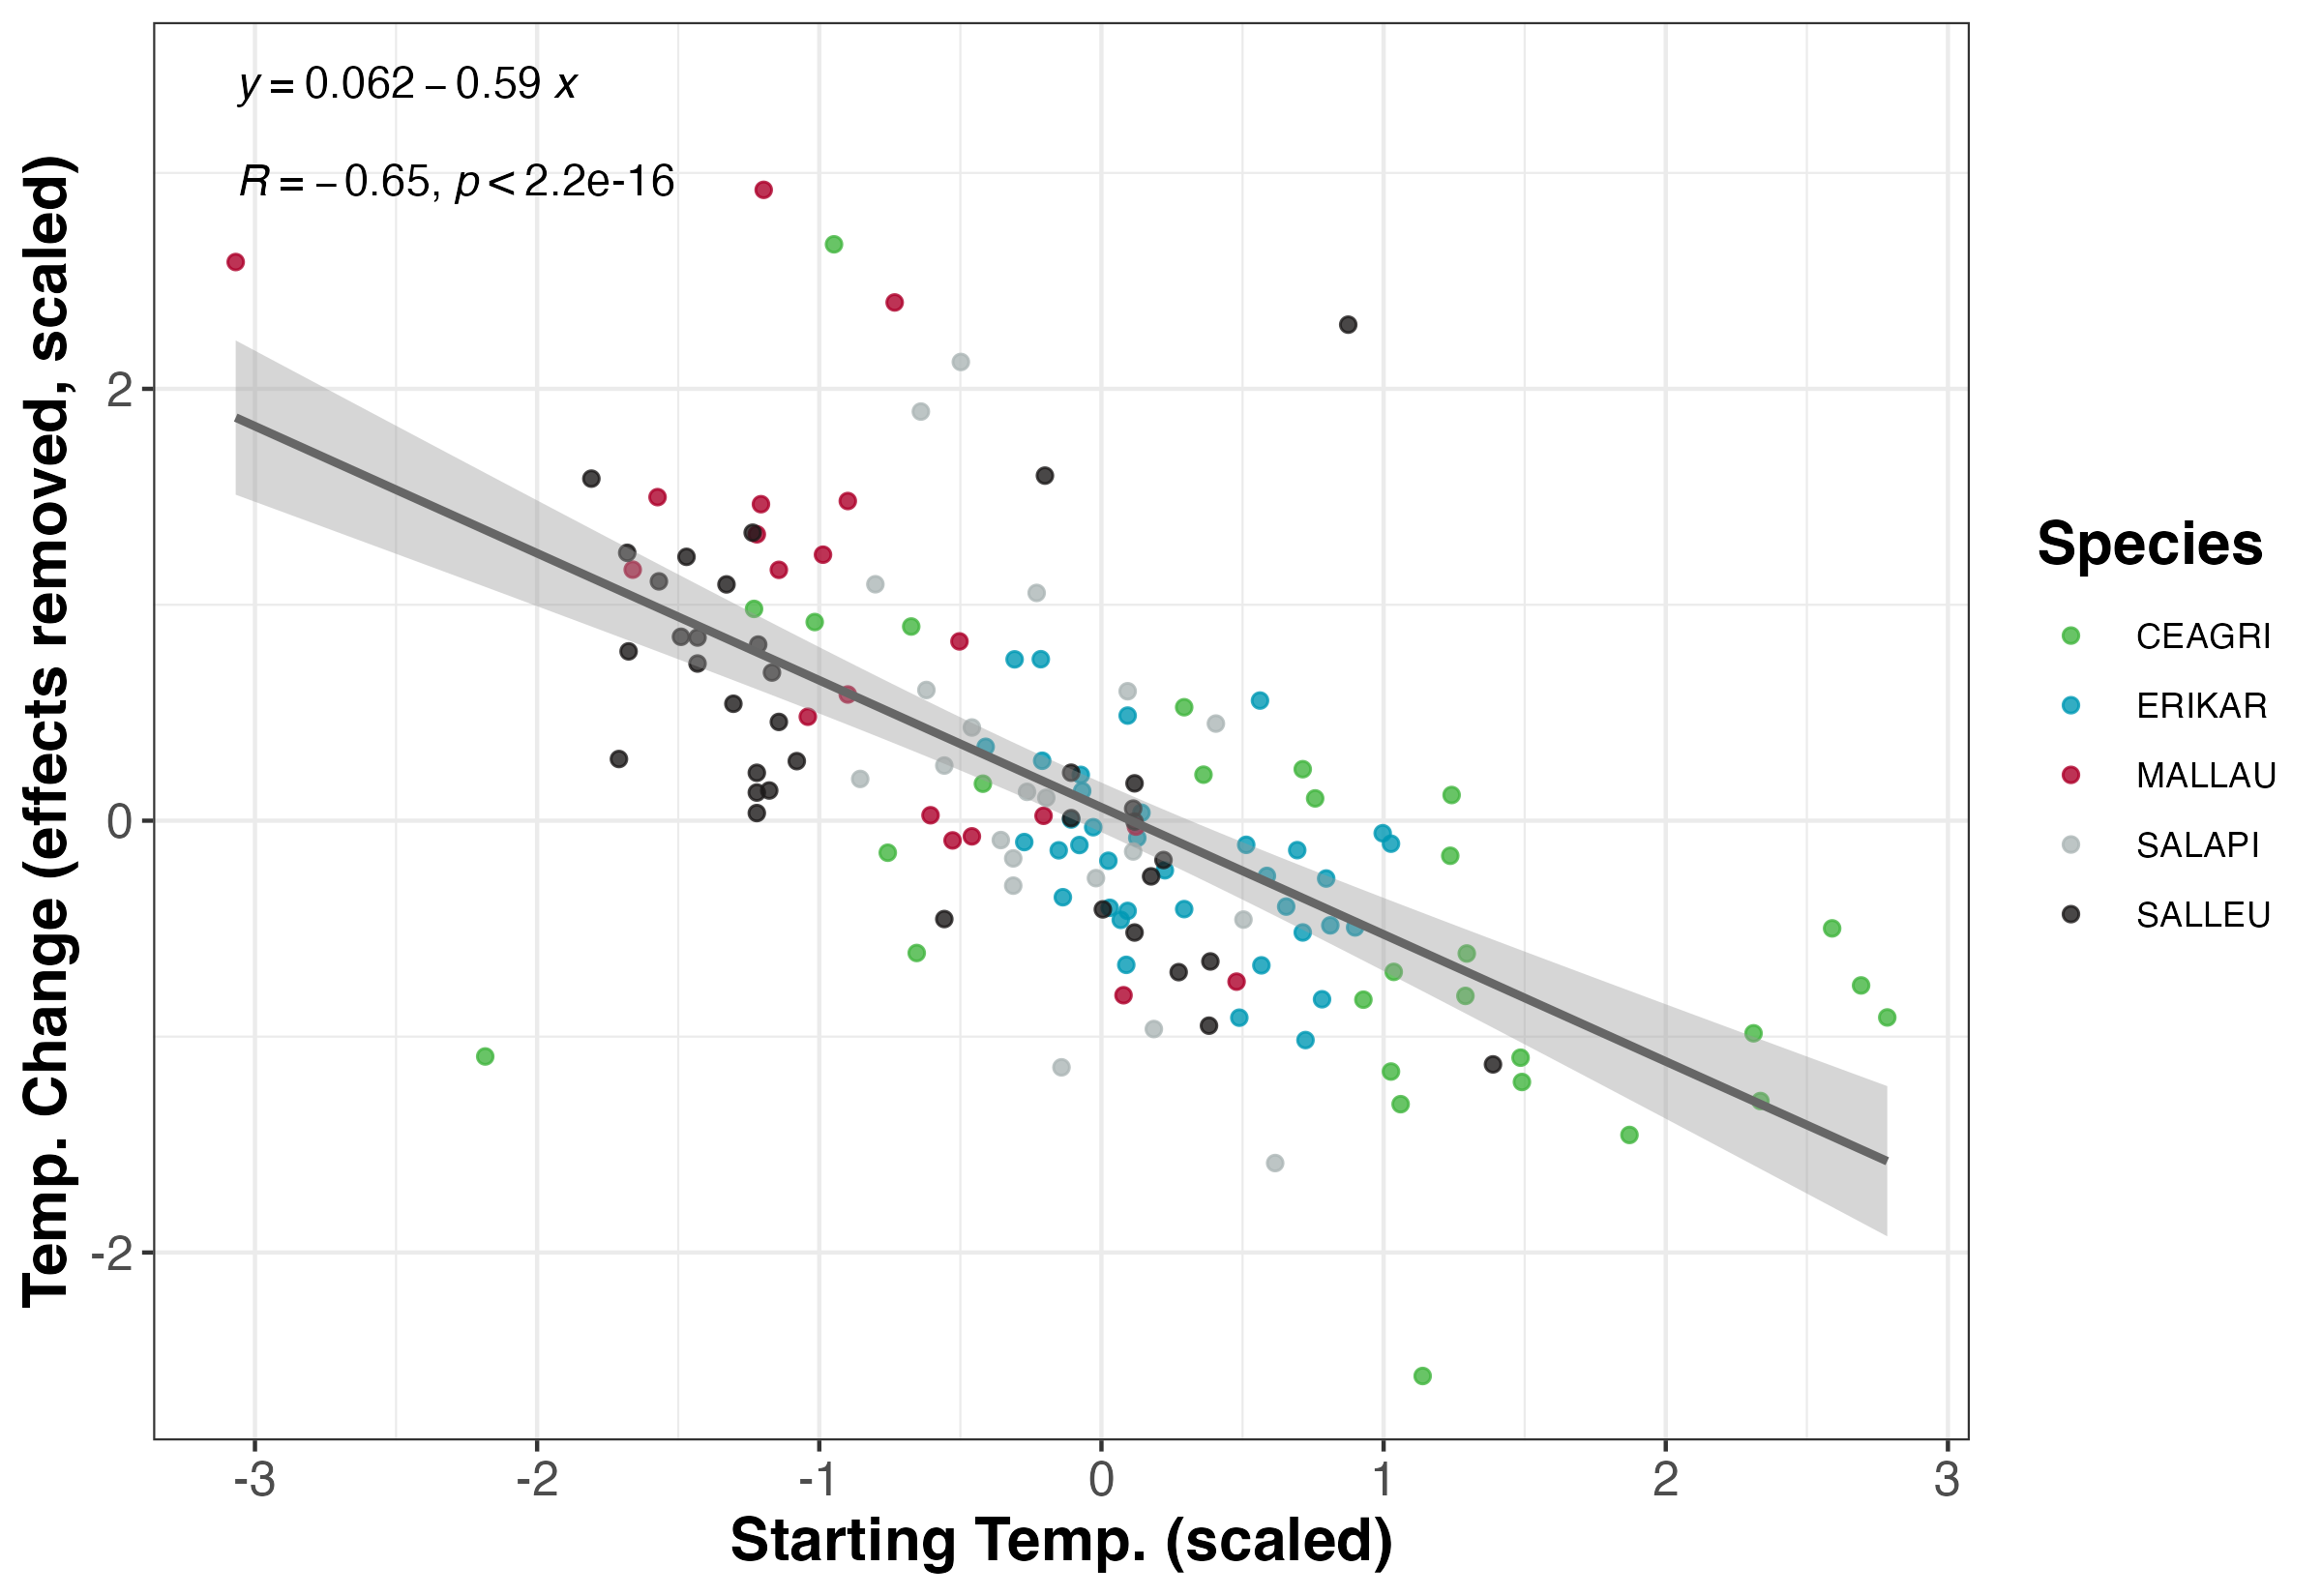 y = 0.062 − 0.59 x
R = −0.65, p < 2.2e-16
Temp. Change (effects removed, scaled)
2
0
-2
-3 -2 -1 0 1 2 3
Starting Temp. (scaled)
Species
CEAGRI
ERIKAR
MALLAU
SALAPI
SALLEU